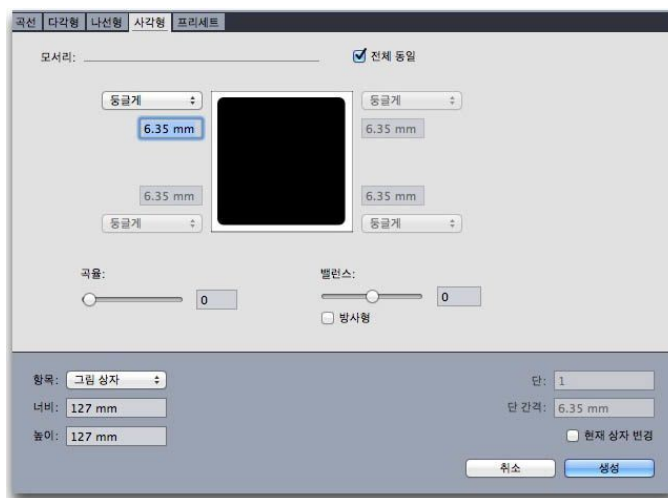 곡선 다각형 나선형 사각형 프리세트
모서리: 전체 동일
둥글게 둥글게
6.35 mm 6.35 mm
6.35 mm 6.35 mm
둥글게 둥글게
곡율: 밸런스:
0 0
방사형
항목: 그림 상자 단: 1
너비: 127 mm 단 간격: 6.35 mm
높이: 127 mm 현재 상자 변경
취소 생성